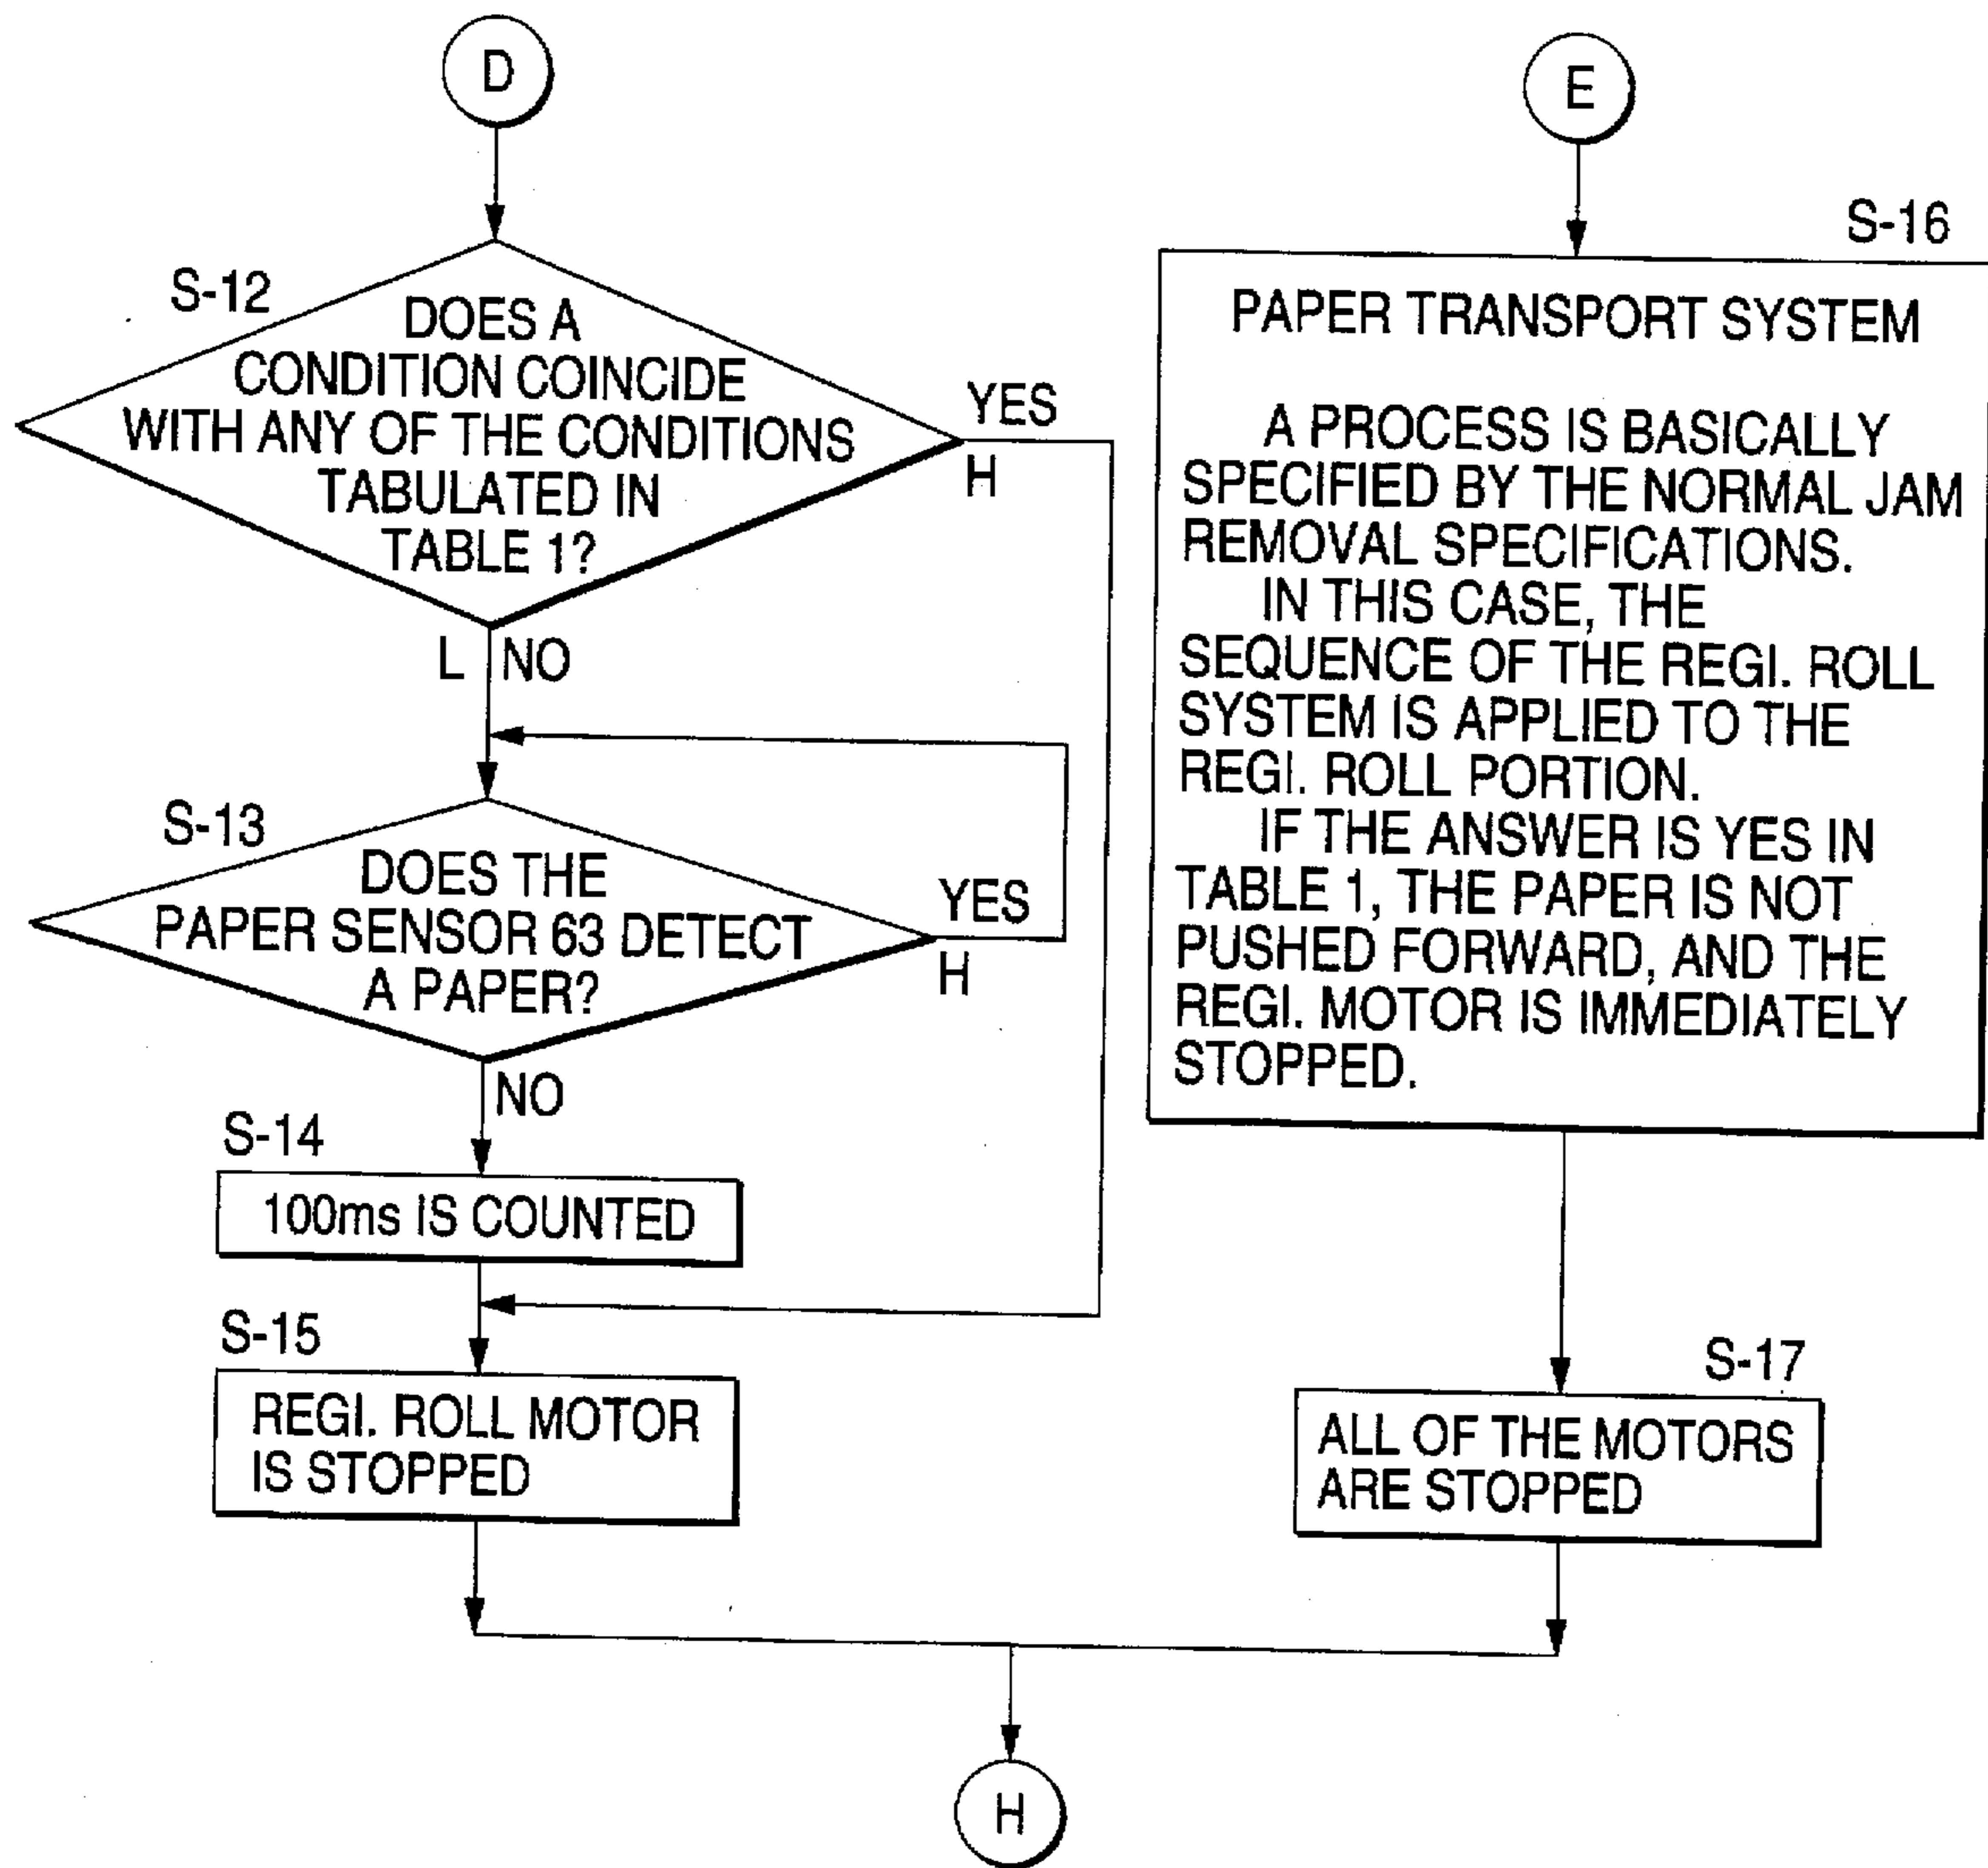 D
S-12
DOES A
CONDITION COINCIDE
WITH ANY OF THE CONDITIONS
TABULATED IN
TABLE 1?
YES
H
L NO
S-13
DOES THE
PAPER SENSOR 63 DETECT
A PAPER?
YES
H
NO
S-14
100ms IS COUNTED
S-15
REGI. ROLL MOTOR
IS STOPPED
E
S-16
PAPER TRANSPORT SYSTEM
A PROCESS IS BASICALLY
SPECIFIED BY THE NORMAL JAM
REMOVAL SPECIFICATIONS.
IN THIS CASE, THE
SEQUENCE OF THE REGI. ROLL
SYSTEM IS APPLIED TO THE
REGI. ROLL PORTION.
IF THE ANSWER IS YES IN
TABLE 1, THE PAPER IS NOT
PUSHED FORWARD, AND THE
REGI. MOTOR IS IMMEDIATELY
STOPPED.
S-17
ALL OF THE MOTORS
ARE STOPPED
H